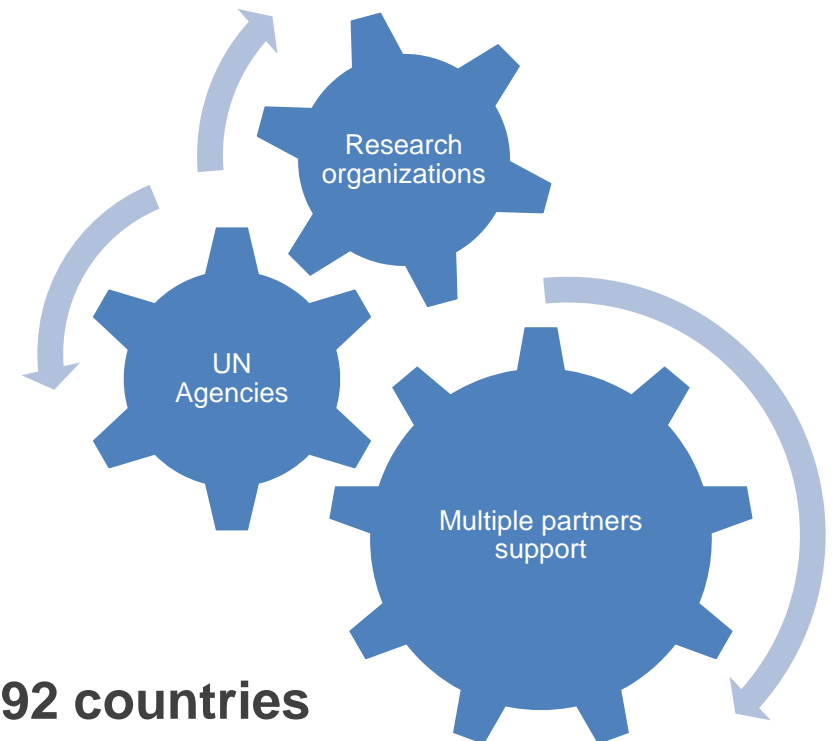 Research
organizations
UN
Agencies
Multiple partners
support
92 countries